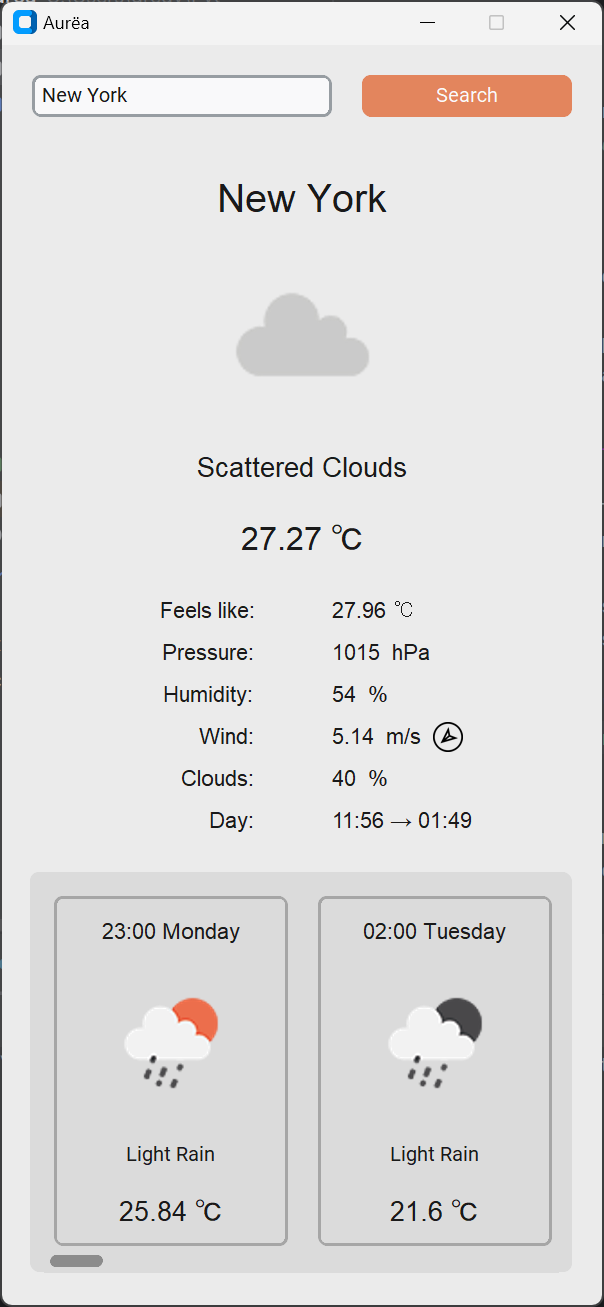 Aurëa
New York Search
New York
Scattered Clouds
27.27 ℃
Feels like: 27.96 ℃
Pressure: 1015 hPa
Humidity: 54 %
Wind: 5.14 m/s
Clouds: 40 %
Day: 11:56 → 01:49
23:00 Monday
Light Rain
25.84 ℃
02:00 Tuesday
Light Rain
21.6 ℃